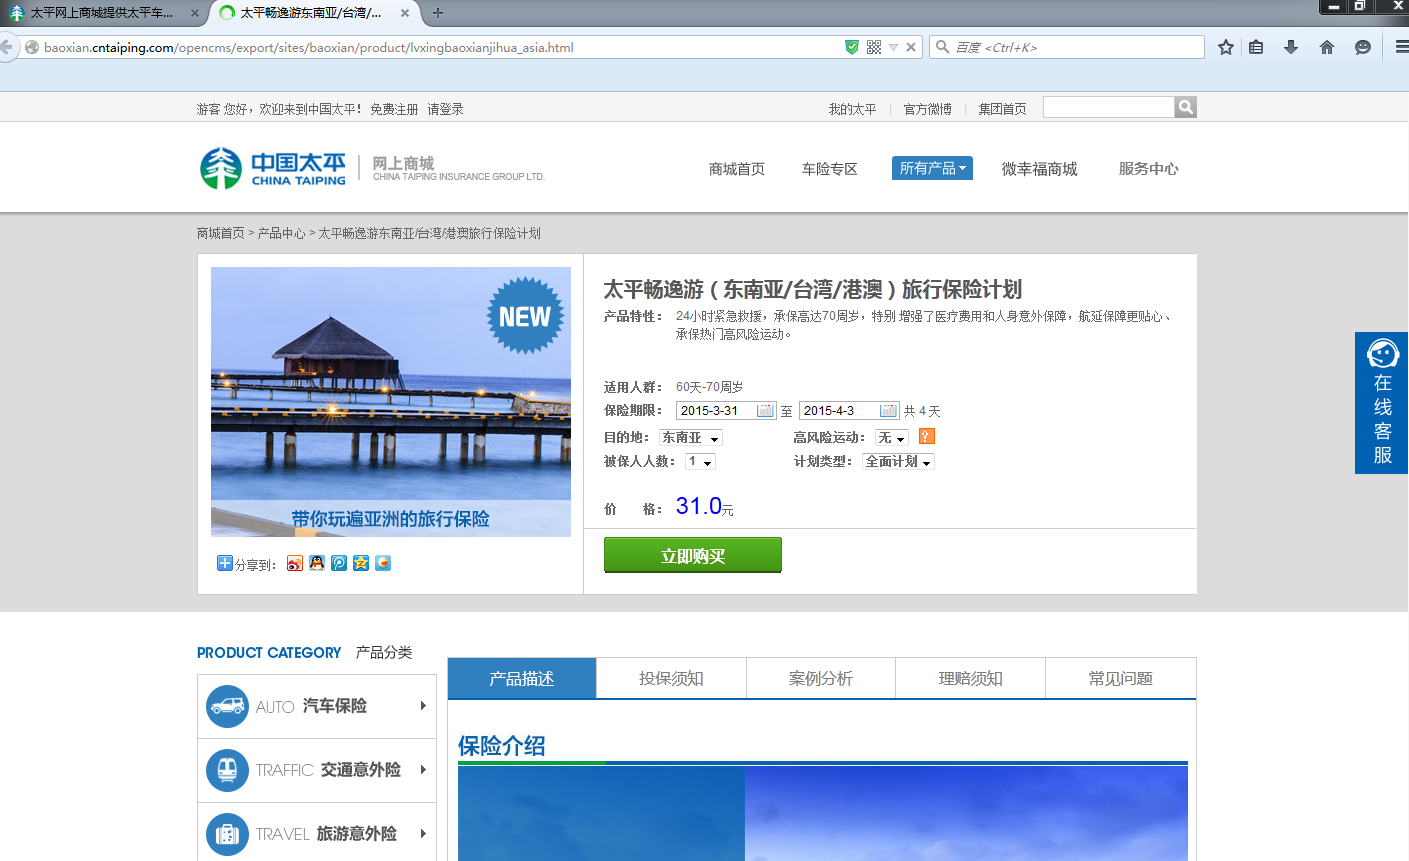 太平网上商城提供太平车...
太平畅逸游东南亚/台湾/...
baoxian.cntaiping.com/opencms/export/sites/baoxian/product/lvxingbaoxianjihua_asia.html
百度 <Ctrl+K>
游客 您好，欢迎来到中国太平！ 免费注册 请登录
我的太平 | 官方微博 | 集团首页
中国太平 CHINA TAIPING
网上商城
CHINA TAIPING INSURANCE GROUP LTD.
商城首页 车险专区 所有产品 微幸福商城 服务中心
商城首页 > 产品中心 > 太平畅逸游东南亚/台湾/港澳旅行保险计划
NEW
带你玩遍亚洲的旅行保险
分享到：
太平畅逸游（东南亚/台湾/港澳）旅行保险计划
产品特性： 24小时紧急救援，承保高达70周岁，特别 增强了医疗费用和人身意外保障，航延保障更贴心、
承保热门高风险运动。
适用人群： 60天-70周岁
保险期限： 2015-3-31 至 2015-4-3 共 4 天
目的地： 东南亚 高风险运动： 无 ?
被保人人数： 1 计划类型： 全面计划
价 格： 31.0元
立即购买
在线客服
PRODUCT CATEGORY 产品分类
AUTO 汽车保险
TRAFFIC 交通意外险
TRAVEL 旅游意外险
产品描述 投保须知 案例分析 理赔须知 常见问题
保险介绍